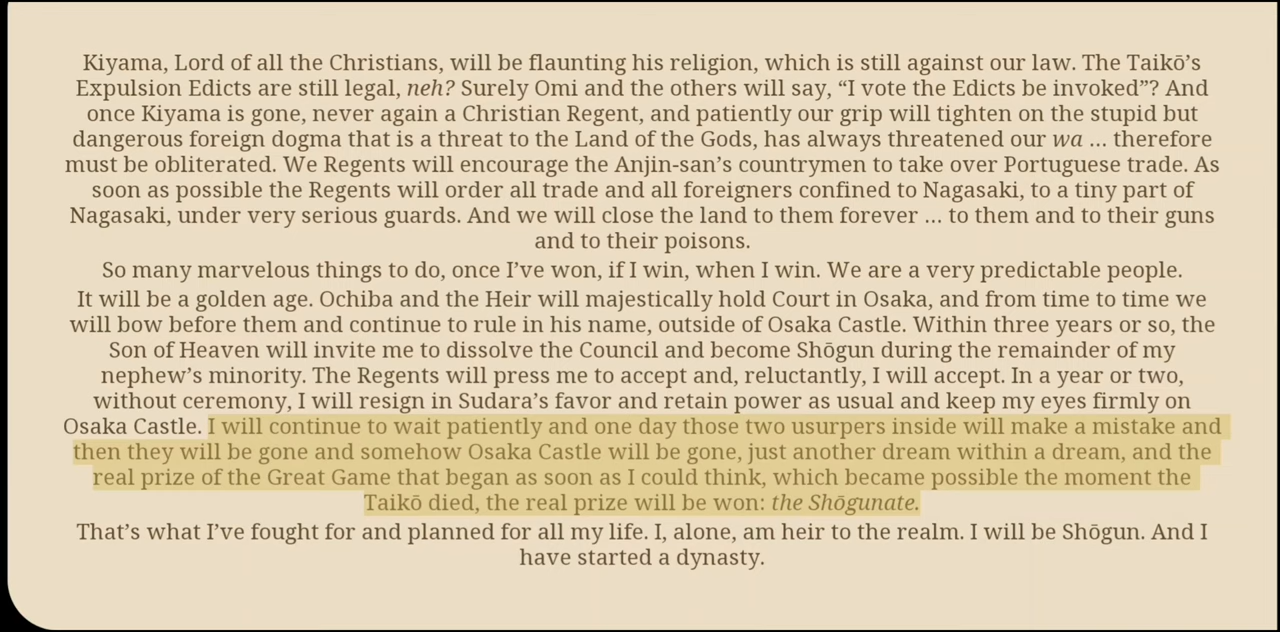 Kiyama, Lord of all the Christians, will be flaunting his religion, which is still against our law. The Taikō’s
Expulsion Edicts are still legal, neh? Surely Omi and the others will say, “I vote the Edicts be invoked”? And
once Kiyama is gone, never again a Christian Regent, and patiently our grip will tighten on the stupid but
dangerous foreign dogma that is a threat to the Land of the Gods, has always threatened our wa ... therefore
must be obliterated. We Regents will encourage the Anjin-san’s countrymen to take over Portuguese trade. As
soon as possible the Regents will order all trade and all foreigners confined to Nagasaki, to a tiny part of
Nagasaki, under very serious guards. And we will close the land to them forever ... to them and to their guns
and to their poisons.
So many marvelous things to do, once I’ve won, if I win, when I win. We are a very predictable people.
It will be a golden age. Ochiba and the Heir will majestically hold Court in Osaka, and from time to time we
will bow before them and continue to rule in his name, outside of Osaka Castle. Within three years or so, the
Son of Heaven will invite me to dissolve the Council and become Shōgun during the remainder of my
nephew’s minority. The Regents will press me to accept and, reluctantly, I will accept. In a year or two,
without ceremony, I will resign in Sudara’s favor and retain power as usual and keep my eyes firmly on
Osaka Castle. I will continue to wait patiently and one day those two usurpers inside will make a mistake and
then they will be gone and somehow Osaka Castle will be gone, just another dream within a dream, and the
real prize of the Great Game that began as soon as I could think, which became possible the moment the
Taikō died, the real prize will be won: the Shōgunate.
That’s what I’ve fought for and planned for all my life. I, alone, am heir to the realm. I will be Shōgun. And I
have started a dynasty.